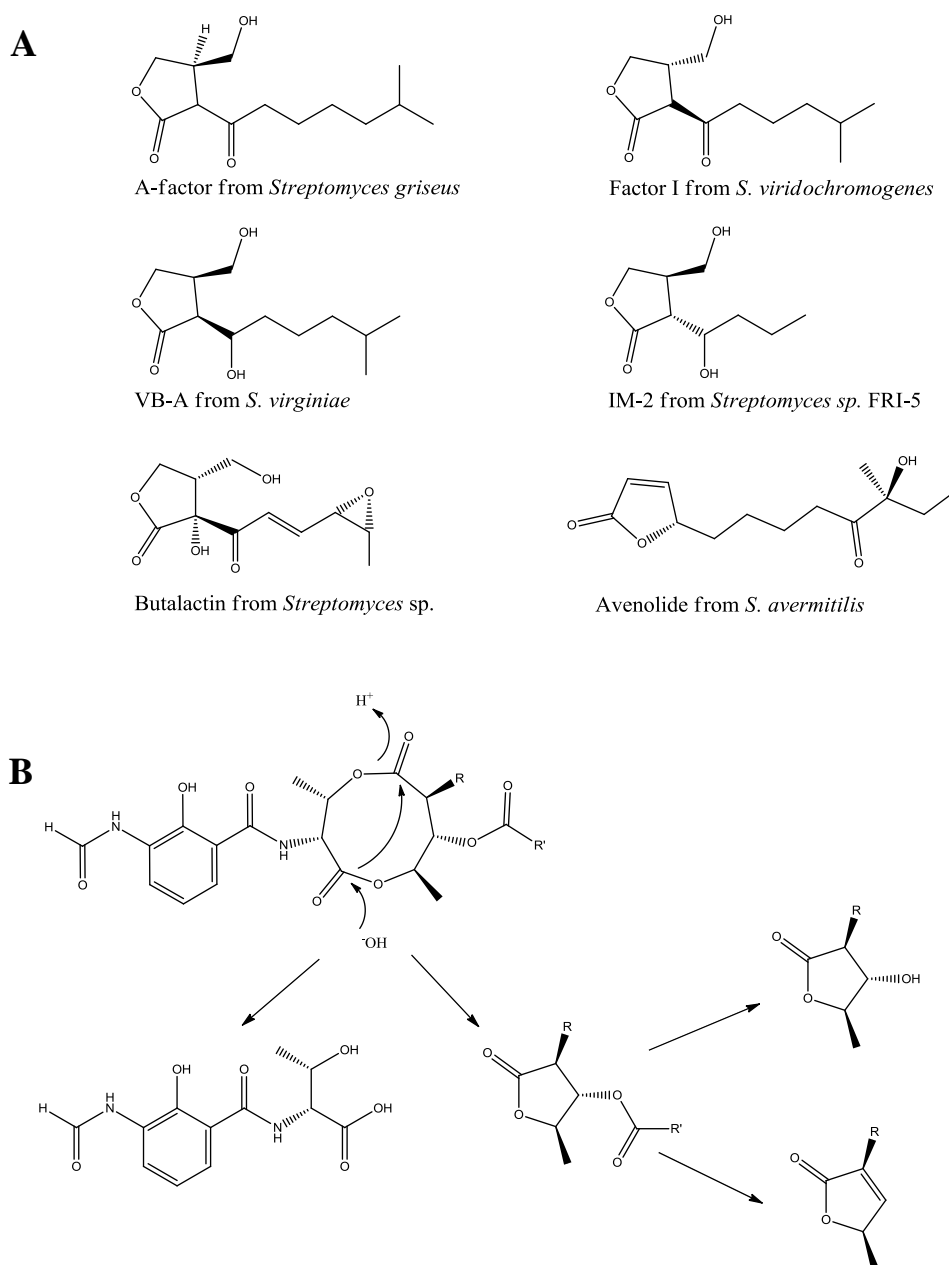 A
H
OH
O
O
O
A-factor from Streptomyces griseus
OH
O
O
O
Factor I from S. viridochromogenes
OH
O
O
OH
VB-A from S. virginiae
OH
O
O
OH
IM-2 from Streptomyces sp. FRI-5
OH
O
O
OH
O
O
Butalactin from Streptomyces sp.
OH
O
O
O
Avenolide from S. avermitilis
B
H+
O
O
R
O
OH
O
H
N
H
O
N
H
O
O
O
R'
-OH
R
O
OH
O
OH
OH
O
H
N
H
O
N
H
OH
O
R
O
O
O
O
R'
R
O
O